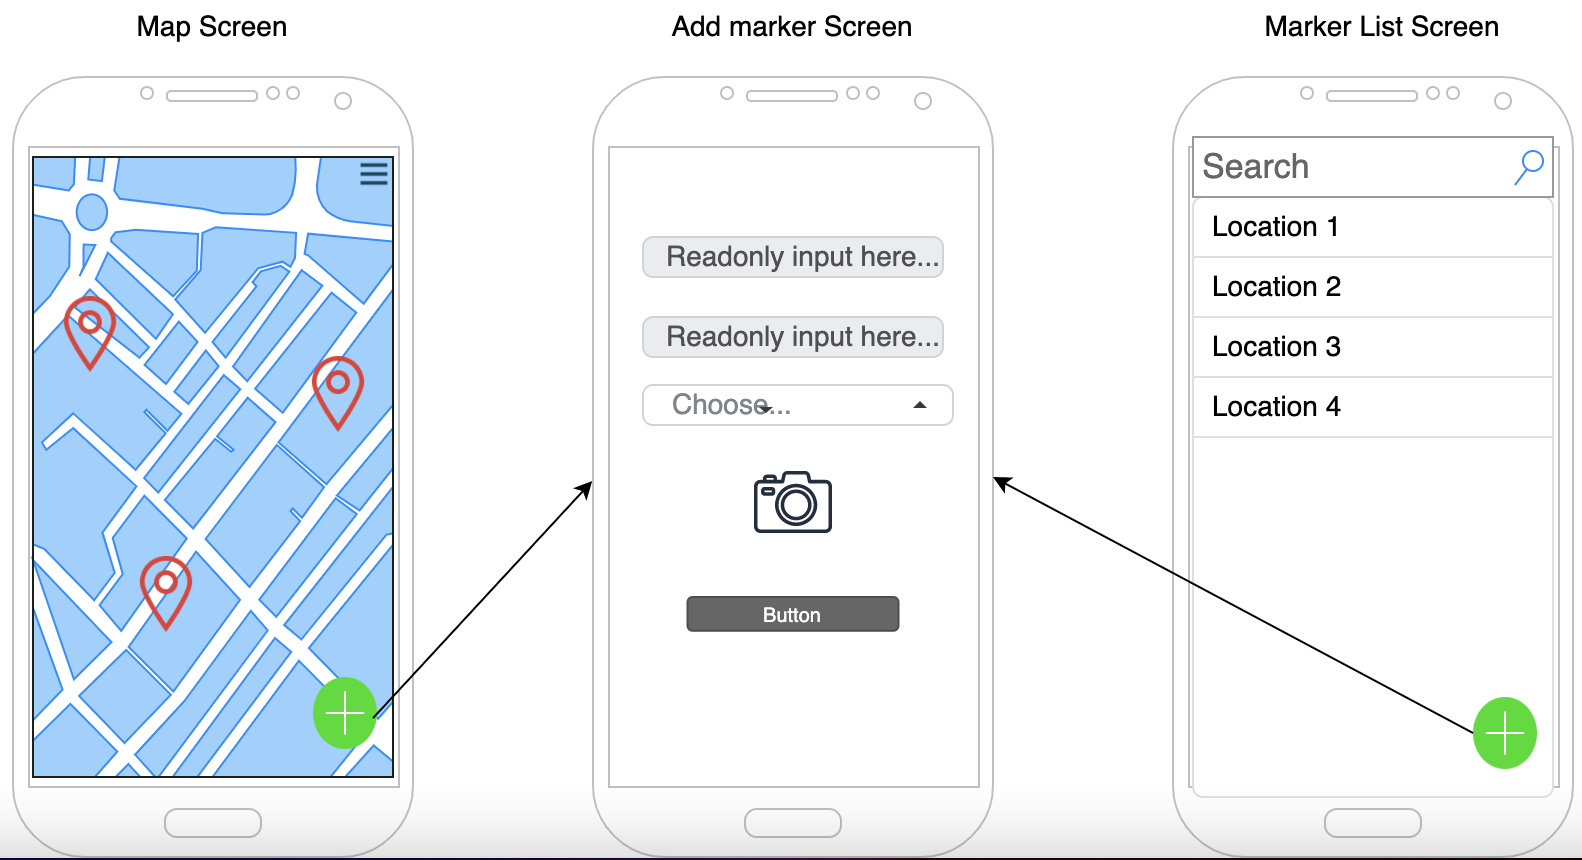 Map Screen
Add marker Screen
Readonly input here...
Readonly input here...
Choose...
Button
Marker List Screen
Search
Location 1
Location 2
Location 3
Location 4